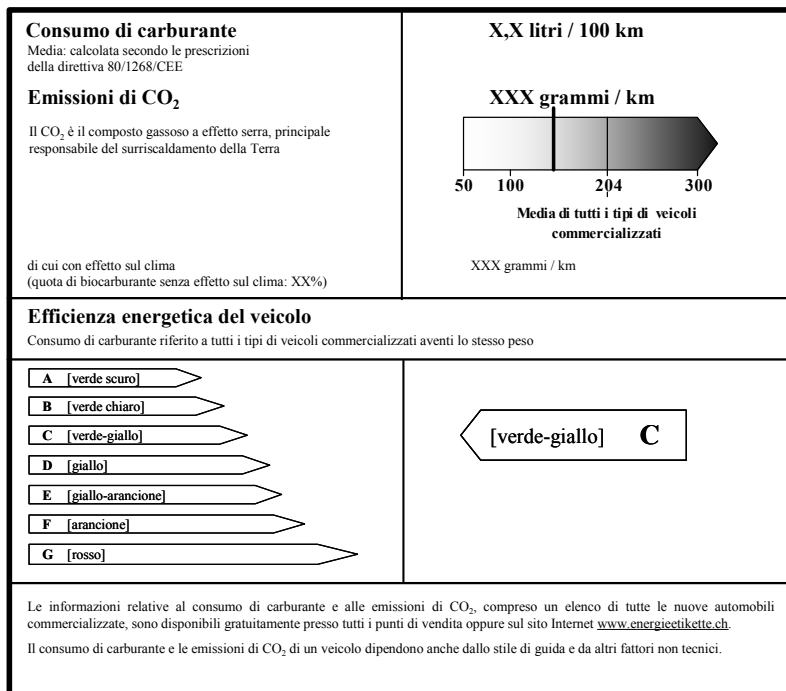 Consumo di carburante
Media: calcolata secondo le prescrizioni
della direttiva 80/1268/CEE
X,X litri / 100 km
Emissioni di CO₂
Il CO₂ è il composto gassoso a effetto serra, principale
responsabile del surriscaldamento della Terra
XXX grammi / km
50 100 204 300
Media di tutti i tipi di veicoli
commercializzati
di cui con effetto sul clima
(quota di biocarburante senza effetto sul clima: XX%)
XXX grammi / km
Efficienza energetica del veicolo
Consumo di carburante riferito a tutti i tipi di veicoli commercializzati aventi lo stesso peso
A [verde scuro]
B [verde chiaro]
C [verde-giallo]
D [giallo]
E [giallo-arancione]
F [arancione]
G [rosso]
[verde-giallo] C
Le informazioni relative al consumo di carburante e alle emissioni di CO₂, compreso un elenco di tutte le nuove automobili
commercializzate, sono disponibili gratuitamente presso tutti i punti di vendita oppure sul sito Internet www.energieetikette.ch.
Il consumo di carburante e le emissioni di CO₂ di un veicolo dipendono anche dallo stile di guida e da altri fattori non tecnici.